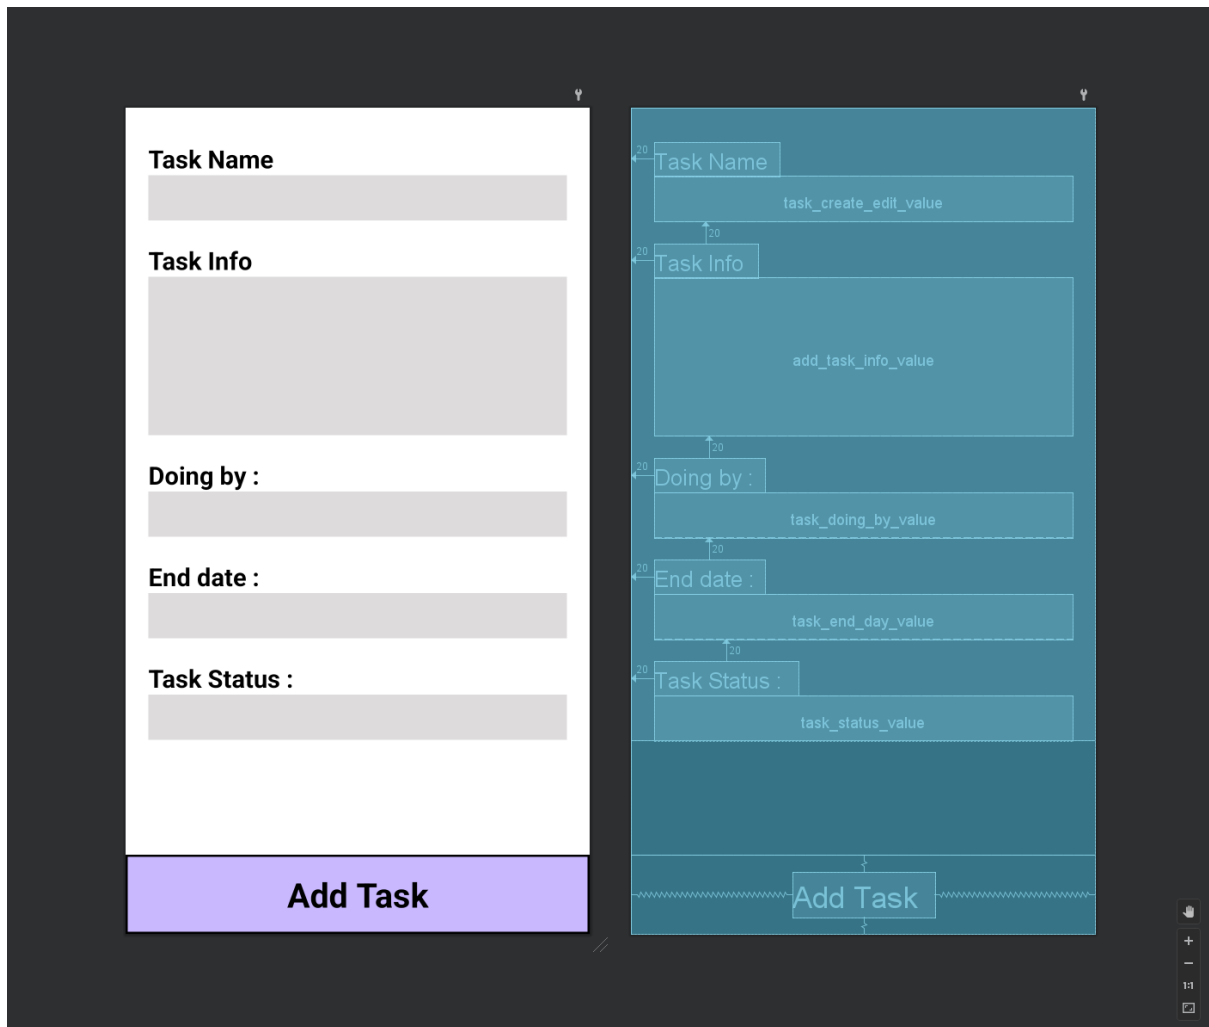 Task Name
Task Info
Doing by :
End date :
Task Status :
Add Task
20
Task Name
task_create_edit_value
20
20
Task Info
add_task_info_value
20
20
Doing by :
task_doing_by_value
20
20
End date :
task_end_day_value
20
20
Task Status :
task_status_value
Add Task
1:1